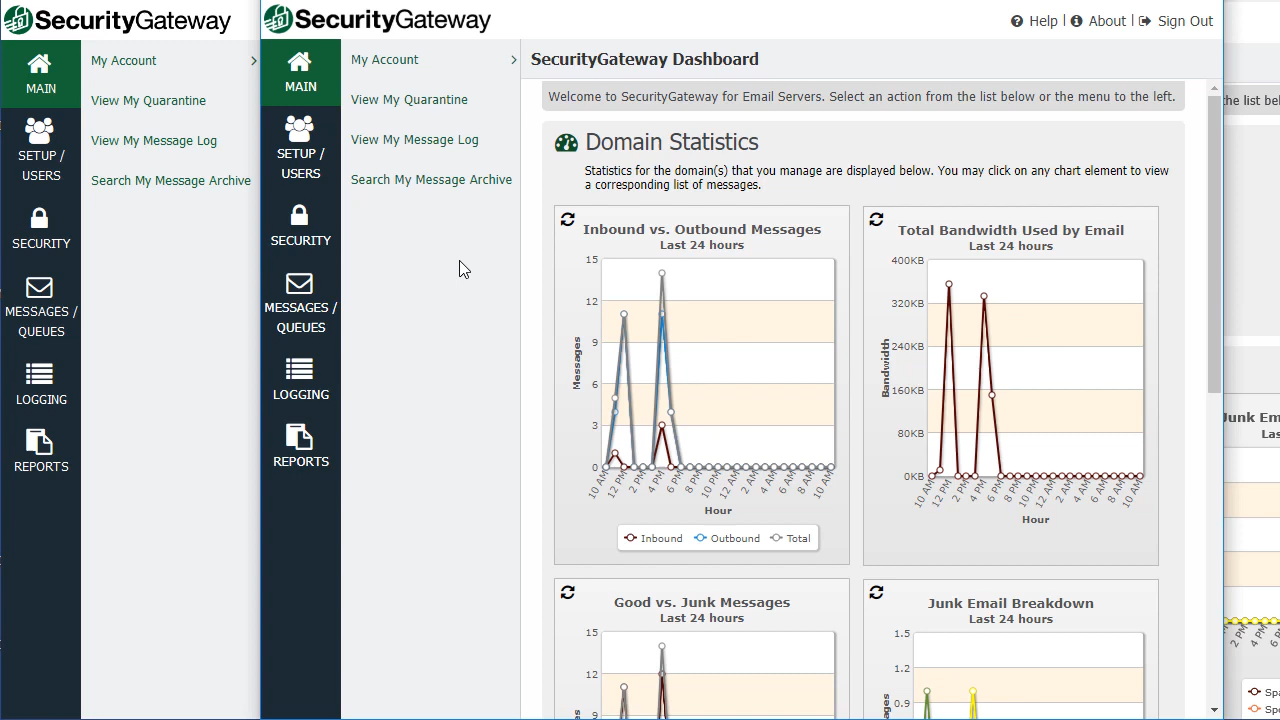 SecurityGateway
MAIN
SETUP /
USERS
SECURITY
MESSAGES /
QUEUES
LOGGING
REPORTS
My Account
View My Quarantine
View My Message Log
Search My Message Archive
SecurityGateway
Help | About | Sign Out
MAIN
SETUP /
USERS
SECURITY
MESSAGES /
QUEUES
LOGGING
REPORTS
My Account
View My Quarantine
View My Message Log
Search My Message Archive
SecurityGateway Dashboard
Welcome to SecurityGateway for Email Servers. Select an action from the list below or the menu to the left.
Domain Statistics
Statistics for the domain(s) that you manage are displayed below. You may click on any chart element to view
a corresponding list of messages.
Inbound vs. Outbound Messages
Last 24 hours
15
12
9
6
3
0
Messages
10 AM
12 PM
2 PM
4 PM
6 PM
8 PM
10 PM
12 AM
2 AM
4 AM
6 AM
8 AM
10 AM
Hour
Inbound
Outbound
Total
Total Bandwidth Used by Email
Last 24 hours
400KB
320KB
240KB
160KB
80KB
0KB
Bandwidth
10 AM
12 PM
2 PM
4 PM
6 PM
8 PM
10 PM
12 AM
2 AM
4 AM
6 AM
8 AM
10 AM
Hour
Good vs. Junk Messages
Last 24 hours
15
12
9
Junk Email Breakdown
Last 24 hours
1.5
1.2
0.9
the list be
Junk Em
Las
2 PM
4 PM
6 P
Spa
Sp